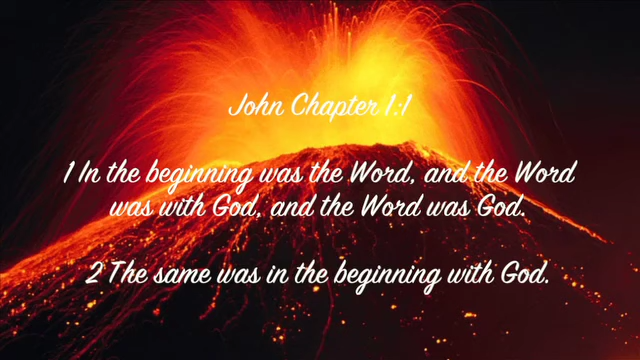 John Chapter 1:1
1 In the beginning was the Word, and the Word
was with God, and the Word was God.
2 The same was in the beginning with God.